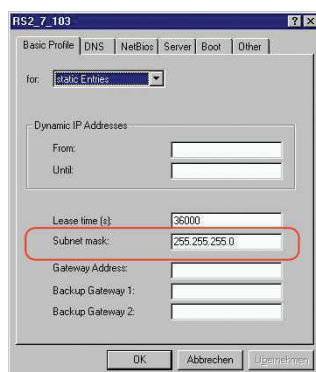 RS2_7_103
Basic Profile DNS NetBios Server Boot Other
for: static Entries
Dynamic IP Addresses
From:
Until:
Lease time (s): 36000
Subnet mask: 255.255.255.0
Gateway Address:
Backup Gateway 1:
Backup Gateway 2:
OK Abbrechen Übernehmen